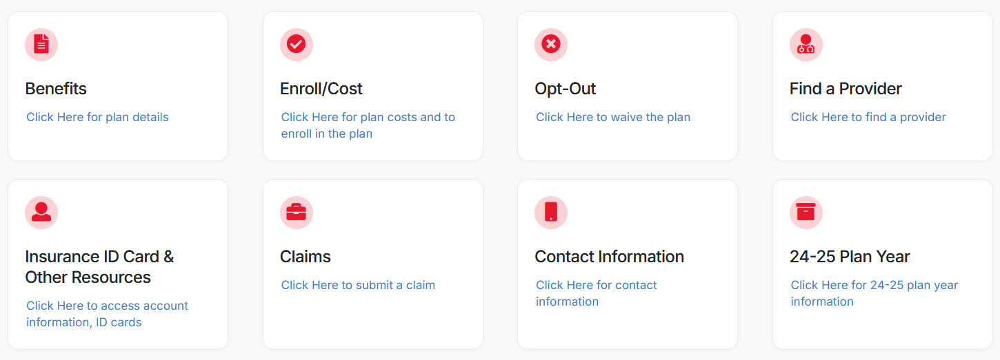 Benefits
Click Here for plan details
Enroll/Cost
Click Here for plan costs and to
enroll in the plan
Opt-Out
Click Here to waive the plan
Find a Provider
Click Here to find a provider
Insurance ID Card &
Other Resources
Click Here to access account
information, ID cards
Claims
Click Here to submit a claim
Contact Information
Click Here for contact
information
24-25 Plan Year
Click Here for 24-25 plan year
information